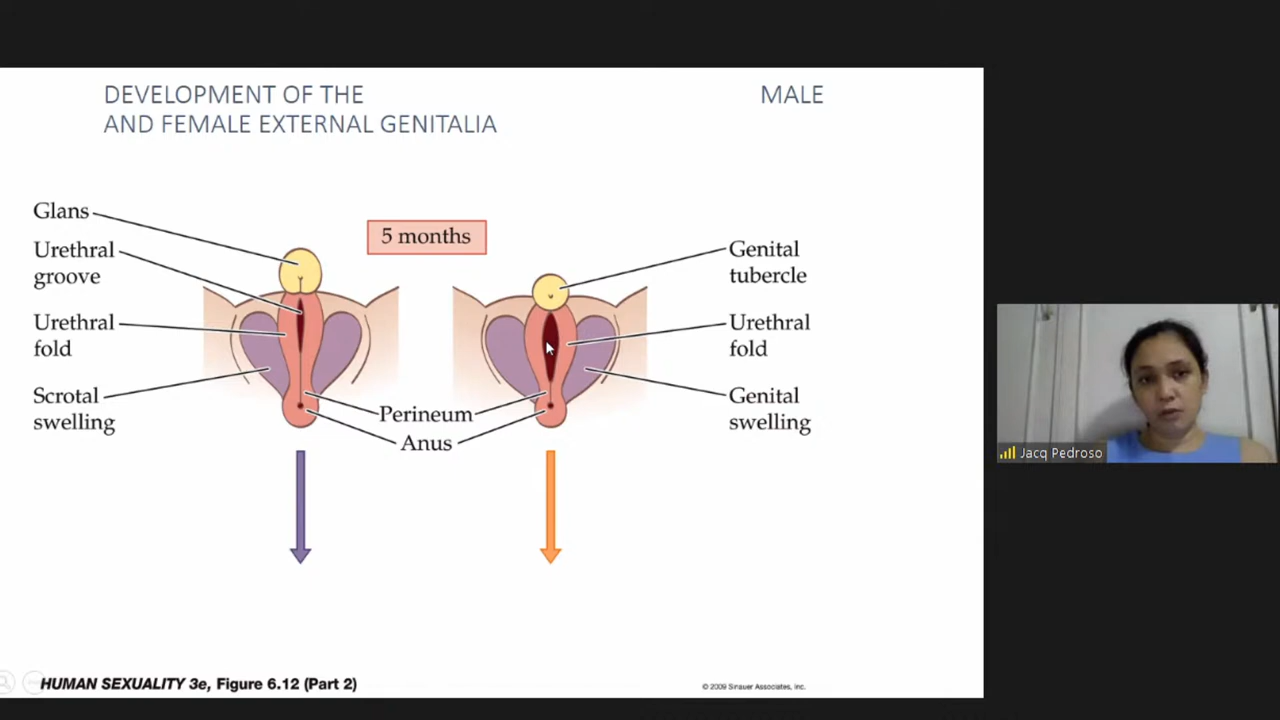 DEVELOPMENT OF THE MALE
AND FEMALE EXTERNAL GENITALIA
Glans
Urethral
groove
Urethral
fold
Scrotal
swelling
5 months
Genital
tubercle
Urethral
fold
Genital
swelling
Perineum
Anus
Jacq Pedroso
HUMAN SEXUALITY 3e, Figure 6.12 (Part 2)
© 2009 Sinauer Associates, Inc.